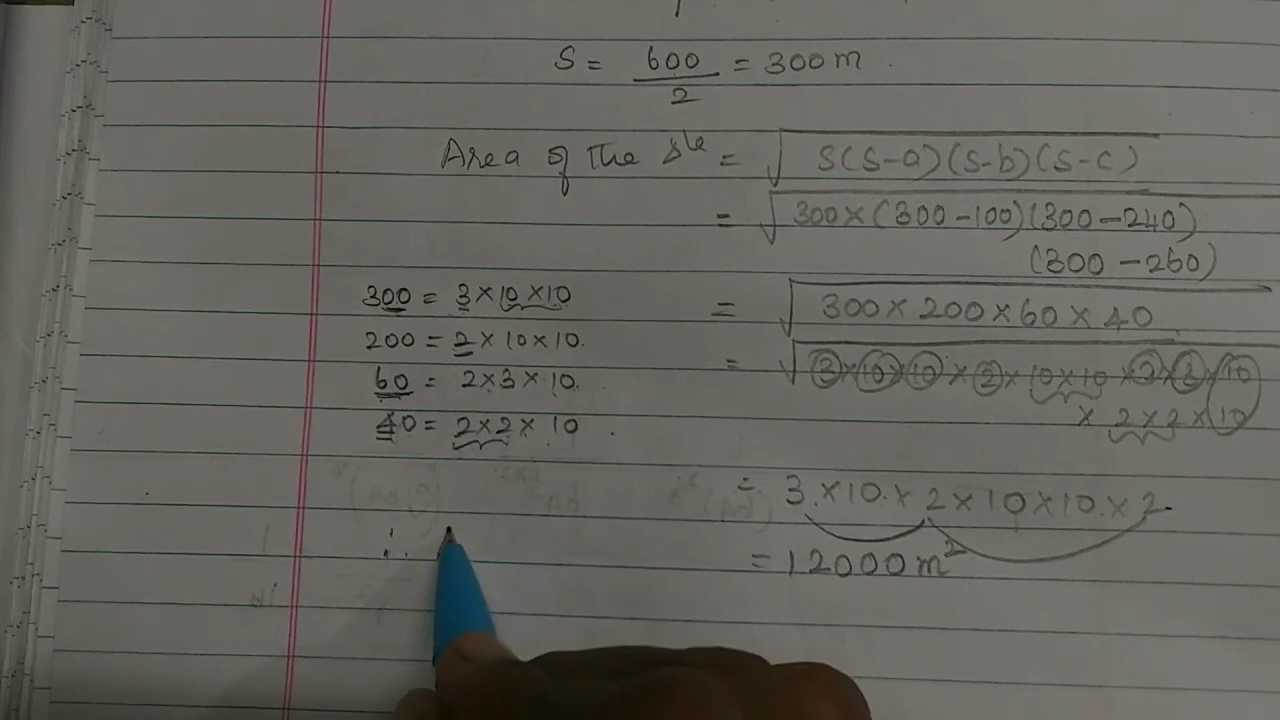 S = 600/2 = 300 m.
Area of the Δle = √S(S-a)(S-b)(S-c)
= √300×(300-100)(300-240)
(300-260)
300 = 3×10×10
= √300×200×60×40
200 = 2×10×10.
= √3×10×10×2×10×10×2×3×10
60 = 2×3×10.
× 2×2×10
40 = 2×2×10.
= 3×10×2×10×10×2.
∴
= 12000 m²